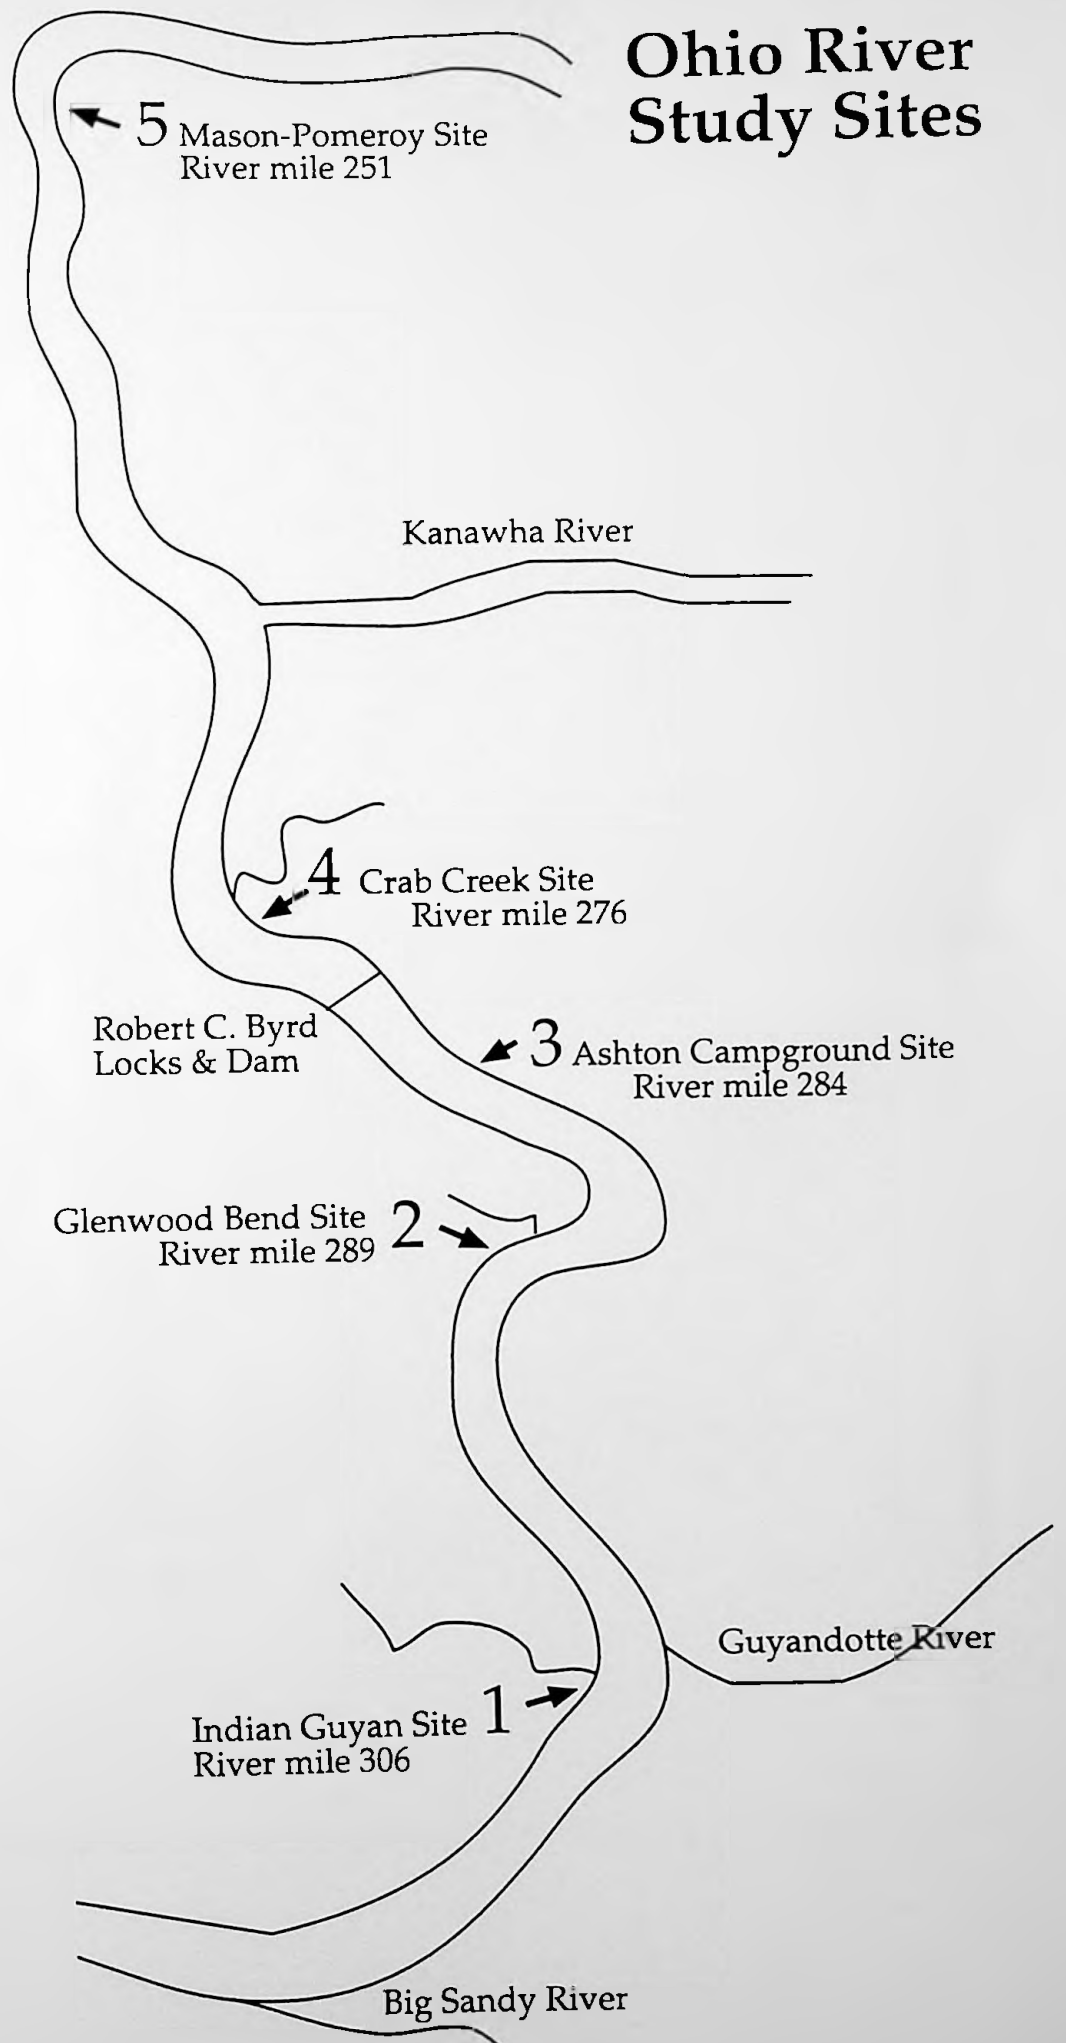 Ohio River
Study Sites
5 Mason-Pomeroy Site
River mile 251
Kanawha River
4 Crab Creek Site
River mile 276
Robert C. Byrd
Locks & Dam
3 Ashton Campground Site
River mile 284
Glenwood Bend Site 2
River mile 289
Guyandotte River
Indian Guyan Site 1
River mile 306
Big Sandy River